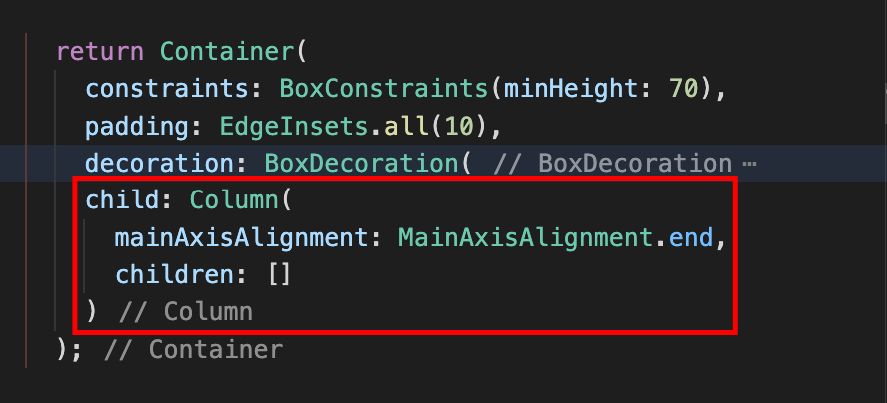 return Container(
constraints: BoxConstraints(minHeight: 70),
padding: EdgeInsets.all(10),
decoration: BoxDecoration( // BoxDecoration ⋯
child: Column(
mainAxisAlignment: MainAxisAlignment.end,
children: []
) // Column
); // Container